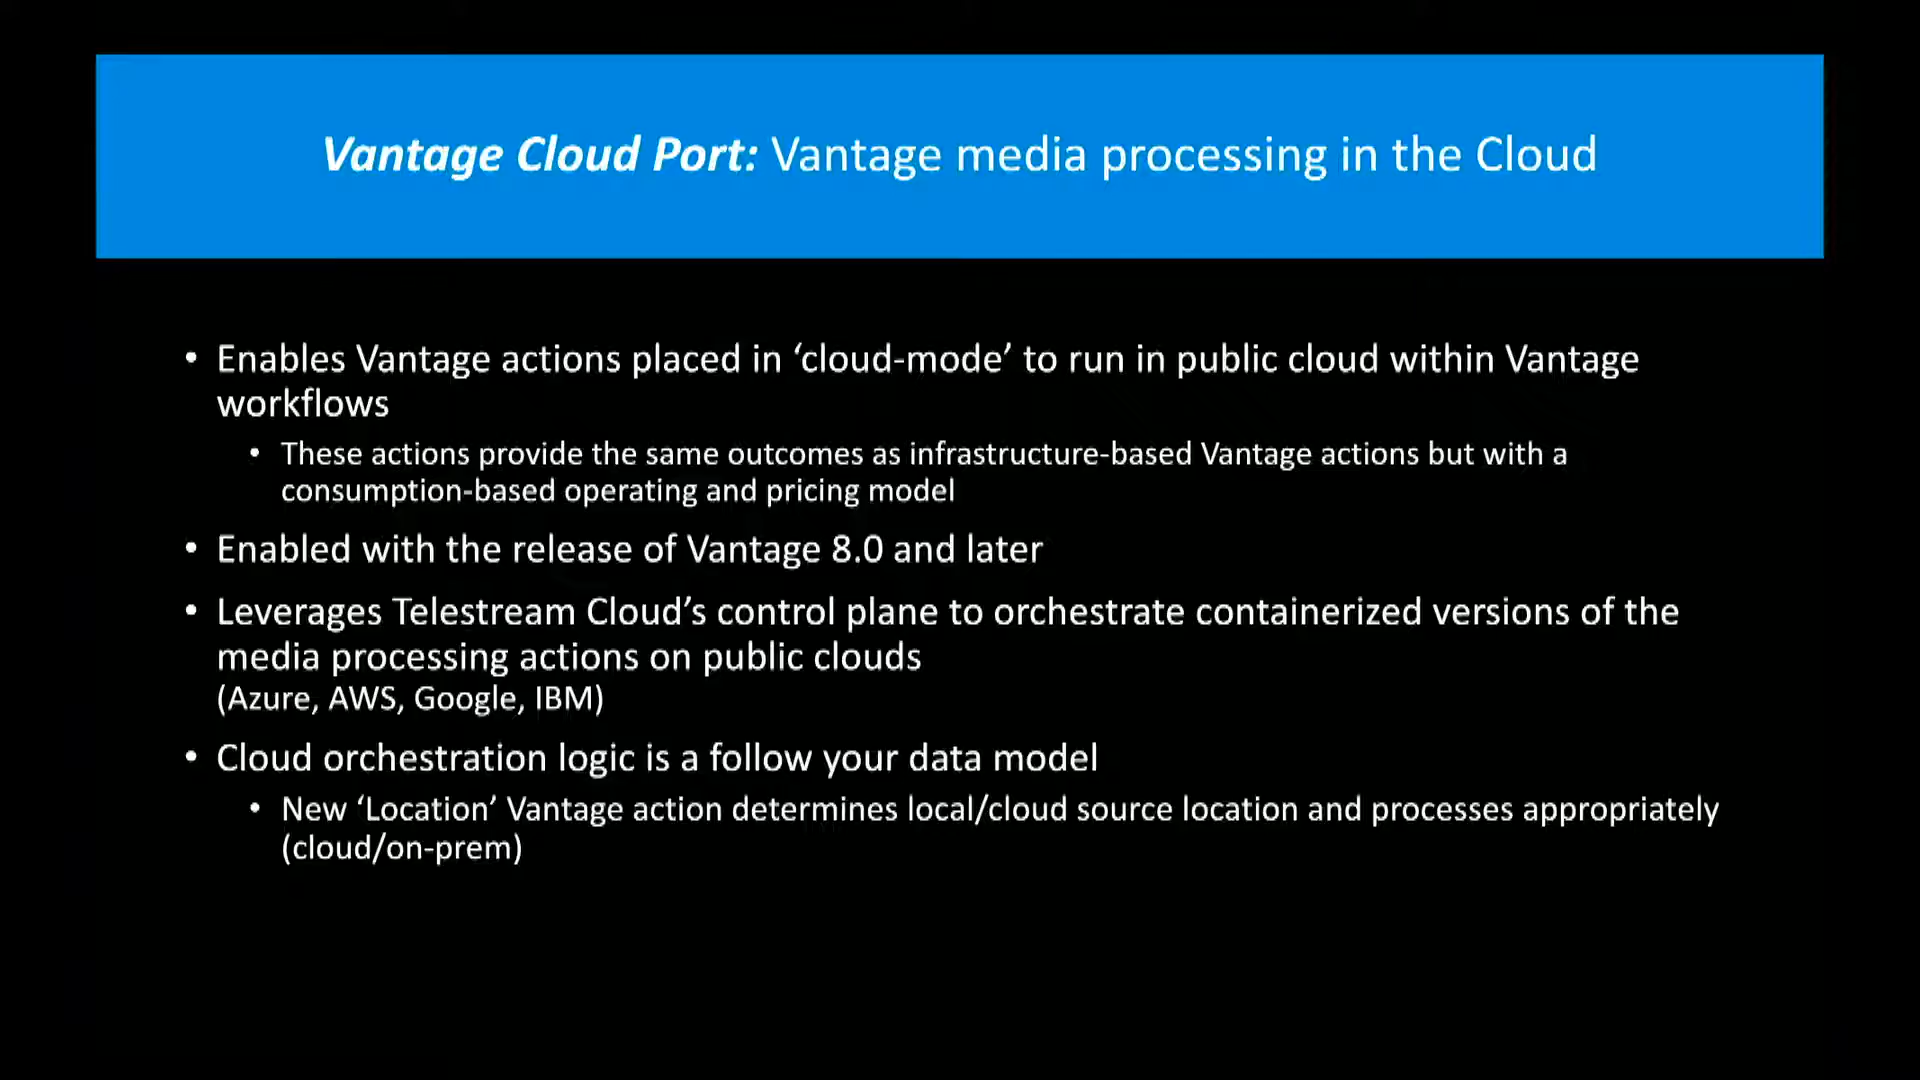 Vantage Cloud Port: Vantage media processing in the Cloud
• Enables Vantage actions placed in ‘cloud-mode’ to run in public cloud within Vantage
workflows
• These actions provide the same outcomes as infrastructure-based Vantage actions but with a
consumption-based operating and pricing model
• Enabled with the release of Vantage 8.0 and later
• Leverages Telestream Cloud’s control plane to orchestrate containerized versions of the
media processing actions on public clouds
(Azure, AWS, Google, IBM)
• Cloud orchestration logic is a follow your data model
• New ‘Location’ Vantage action determines local/cloud source location and processes appropriately
(cloud/on-prem)